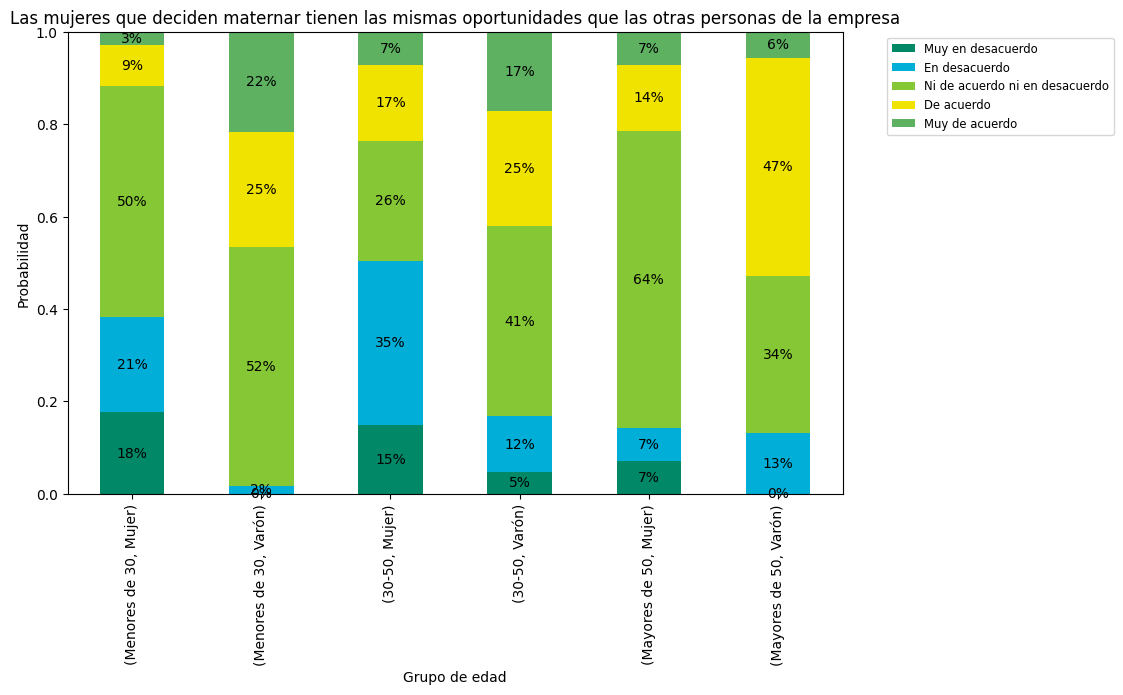 Las mujeres que deciden maternar tienen las mismas oportunidades que las otras personas de la empresa
Probabilidad
1.0
0.8
0.6
0.4
0.2
0.0
3%
9%
50%
21%
18%
22%
25%
52%
2%
0%
7%
17%
26%
35%
15%
17%
25%
41%
12%
5%
7%
14%
64%
7%
7%
6%
47%
34%
13%
0%
(Menores de 30, Mujer)
(Menores de 30, Varón)
(30-50, Mujer)
(30-50, Varón)
(Mayores de 50, Mujer)
(Mayores de 50, Varón)
Grupo de edad
Muy en desacuerdo
En desacuerdo
Ni de acuerdo ni en desacuerdo
De acuerdo
Muy de acuerdo